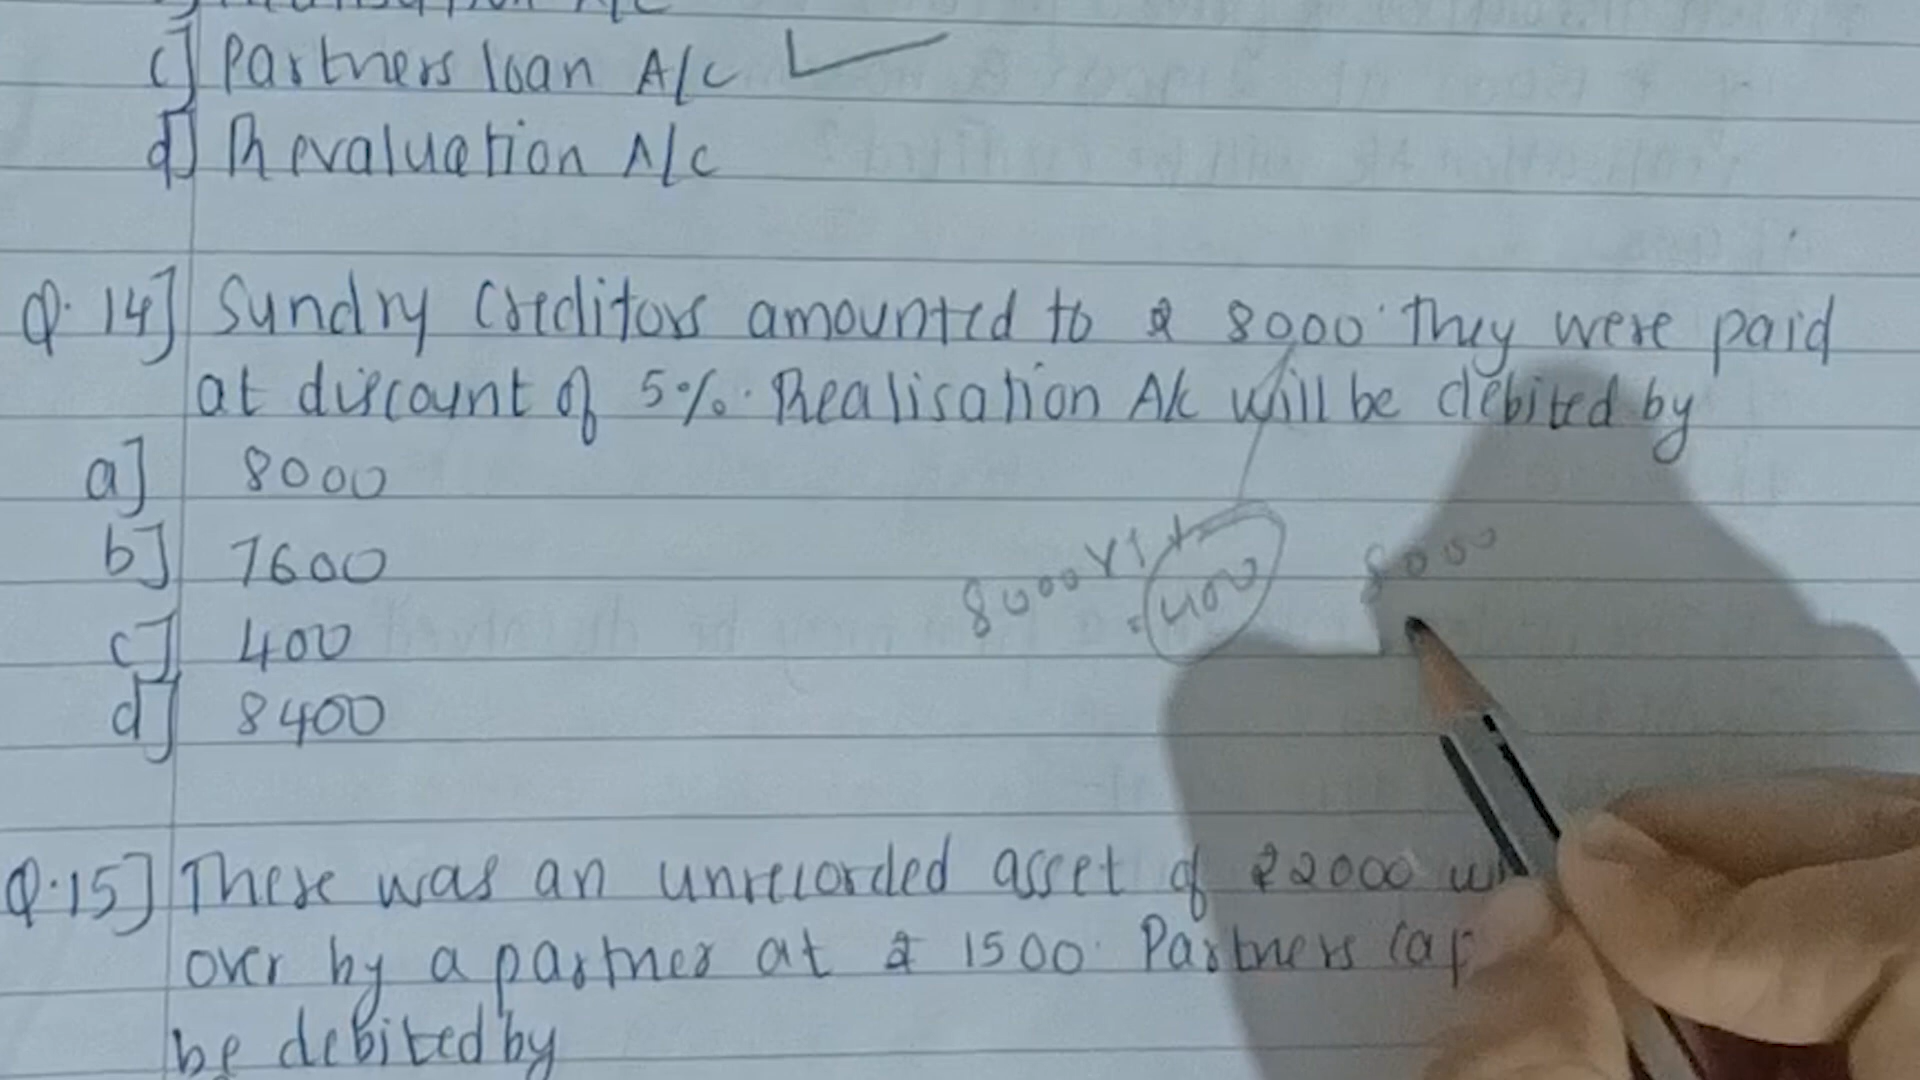 c] Partners loan A/c
d] Revaluation A/c
Q.14] Sundry Creditors amounted to ₹ 8000. They were paid
at discount of 5%. Realisation A/c will be debited by
a] 8000
b] 7600
c] 400
d] 8400
8000
= 400
8000
Q.15] There was an unrecorded asset of ₹2000
over by a partner at ₹ 1500. Partners Cap
be debited by